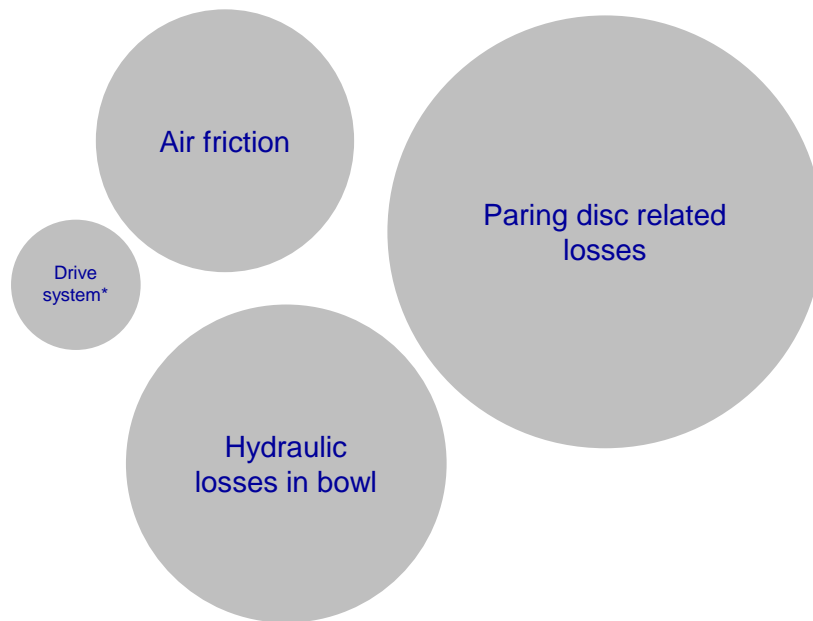 Air friction
Paring disc related
losses
Drive
system*
Hydraulic
losses in bowl